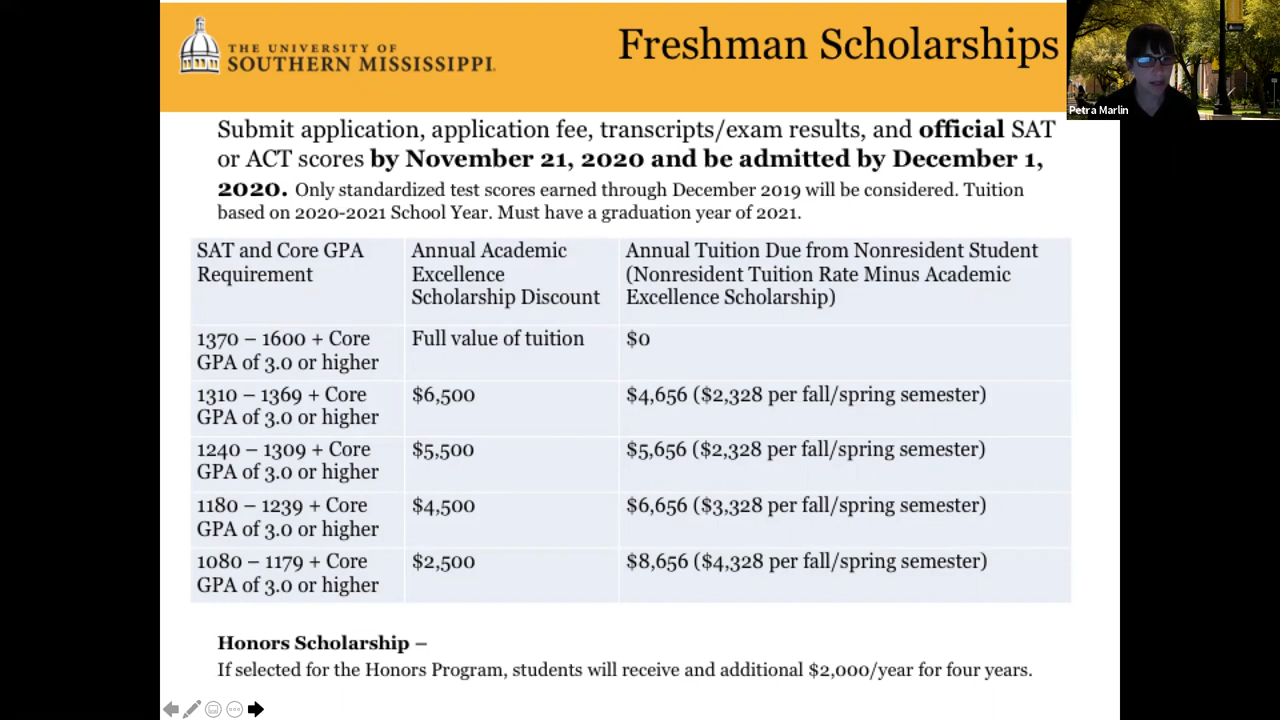 THE UNIVERSITY OF
SOUTHERN MISSISSIPPI.
Freshman Scholarships
Petra Marlin
Submit application, application fee, transcripts/exam results, and official SAT
or ACT scores by November 21, 2020 and be admitted by December 1,
2020. Only standardized test scores earned through December 2019 will be considered. Tuition
based on 2020-2021 School Year. Must have a graduation year of 2021.
SAT and Core GPA
Requirement
Annual Academic
Excellence
Scholarship Discount
Annual Tuition Due from Nonresident Student
(Nonresident Tuition Rate Minus Academic
Excellence Scholarship)
1370 – 1600 + Core
GPA of 3.0 or higher
Full value of tuition
$0
1310 – 1369 + Core
GPA of 3.0 or higher
$6,500
$4,656 ($2,328 per fall/spring semester)
1240 – 1309 + Core
GPA of 3.0 or higher
$5,500
$5,656 ($2,328 per fall/spring semester)
1180 – 1239 + Core
GPA of 3.0 or higher
$4,500
$6,656 ($3,328 per fall/spring semester)
1080 – 1179 + Core
GPA of 3.0 or higher
$2,500
$8,656 ($4,328 per fall/spring semester)
Honors Scholarship –
If selected for the Honors Program, students will receive and additional $2,000/year for four years.